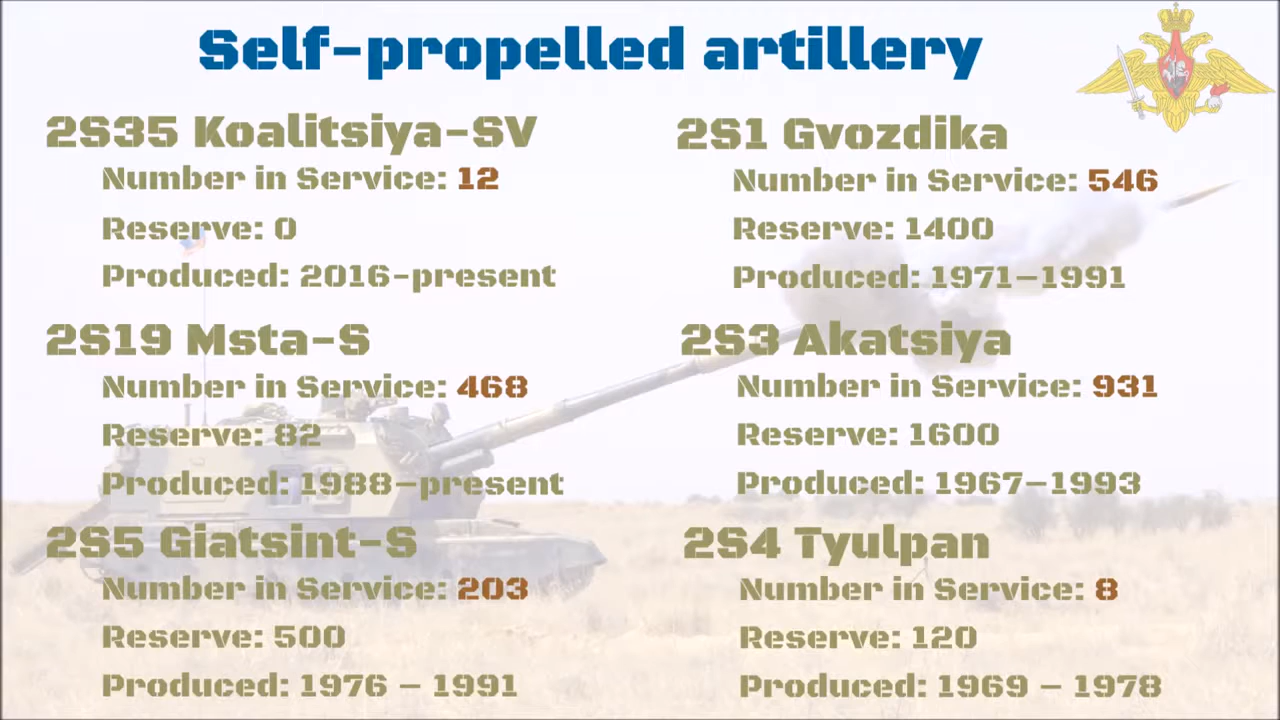 Self-propelled artillery
2S35 Koalitsiya-SV
Number in Service: 12
Reserve: 0
Produced: 2016-present
2S19 Msta-S
Number in Service: 468
Reserve: 82
Produced: 1988-present
2S5 Giatsint-S
Number in Service: 203
Reserve: 500
Produced: 1976 – 1991
2S1 Gvozdika
Number in Service: 546
Reserve: 1400
Produced: 1971–1991
2S3 Akatsiya
Number in Service: 931
Reserve: 1600
Produced: 1967–1993
2S4 Tyulpan
Number in Service: 8
Reserve: 120
Produced: 1969 – 1978